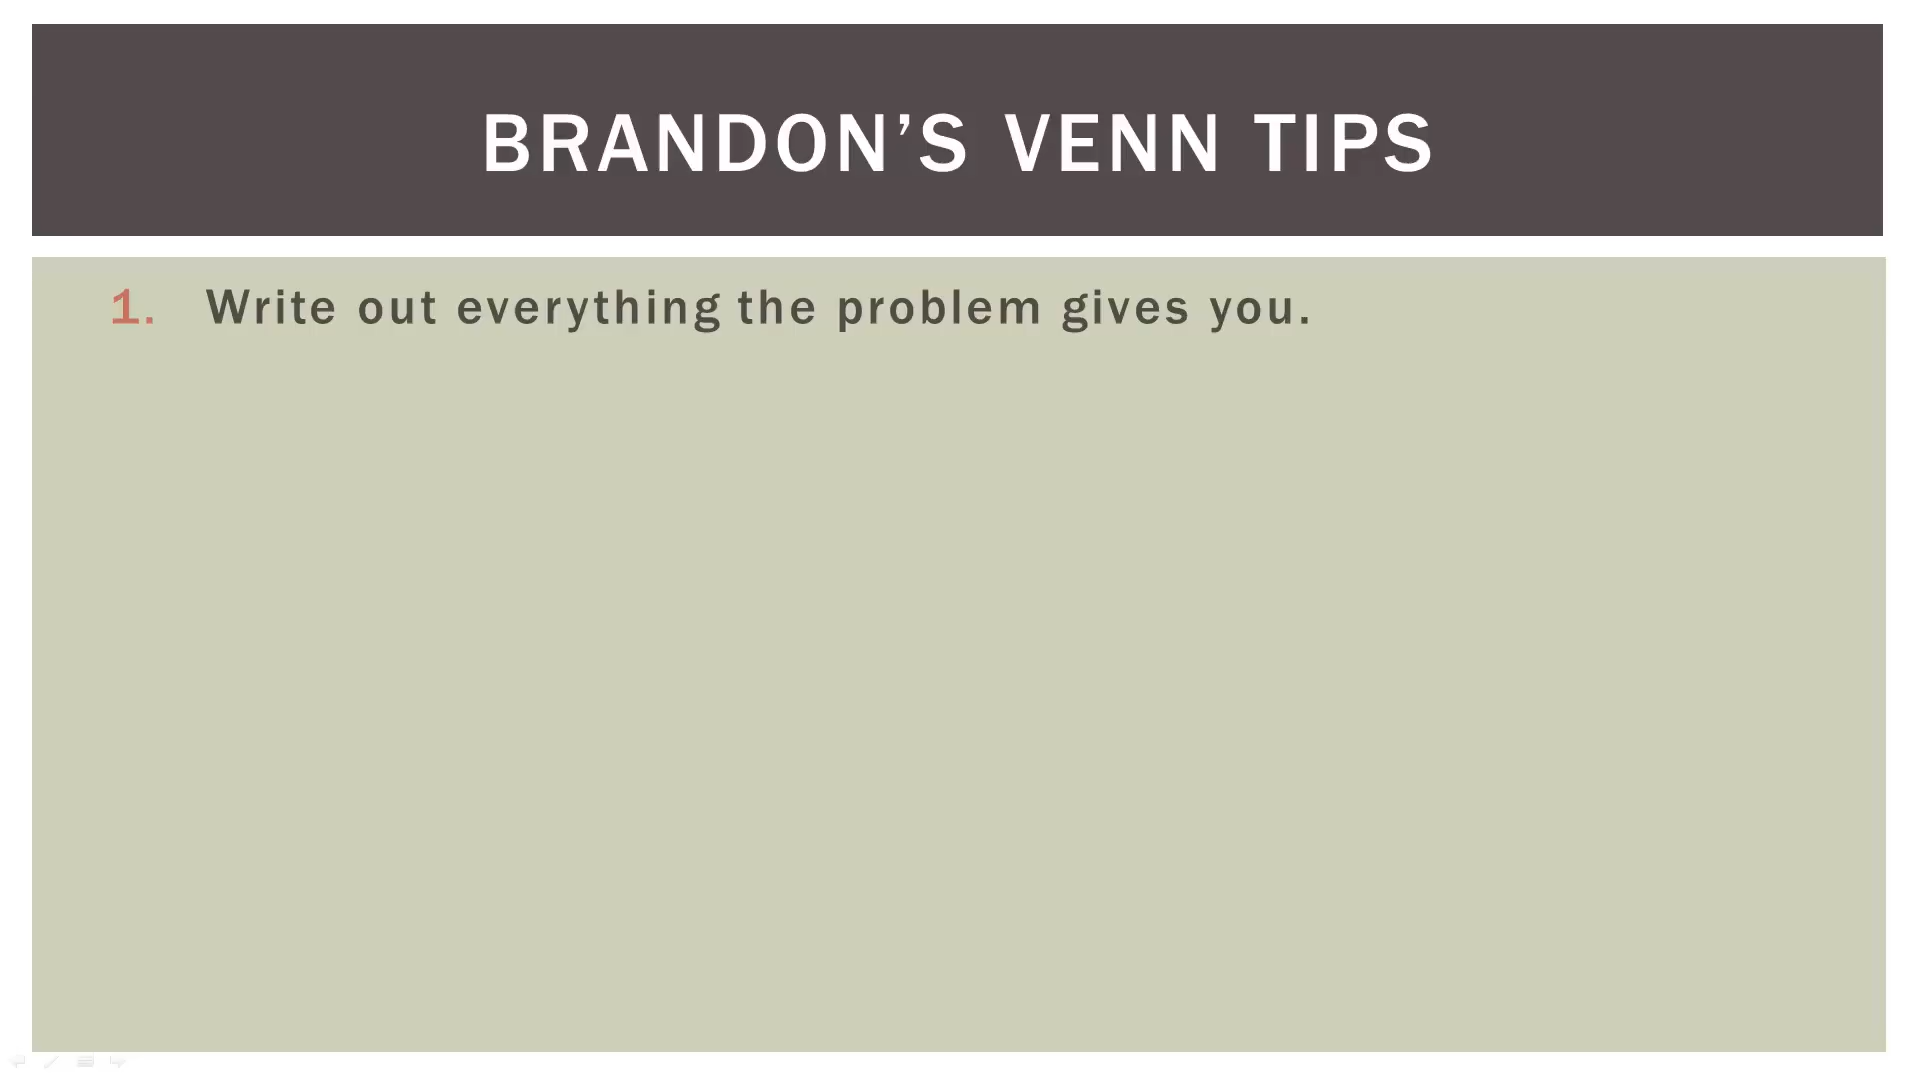 BRANDON’S VENN TIPS
1. Write out everything the problem gives you.